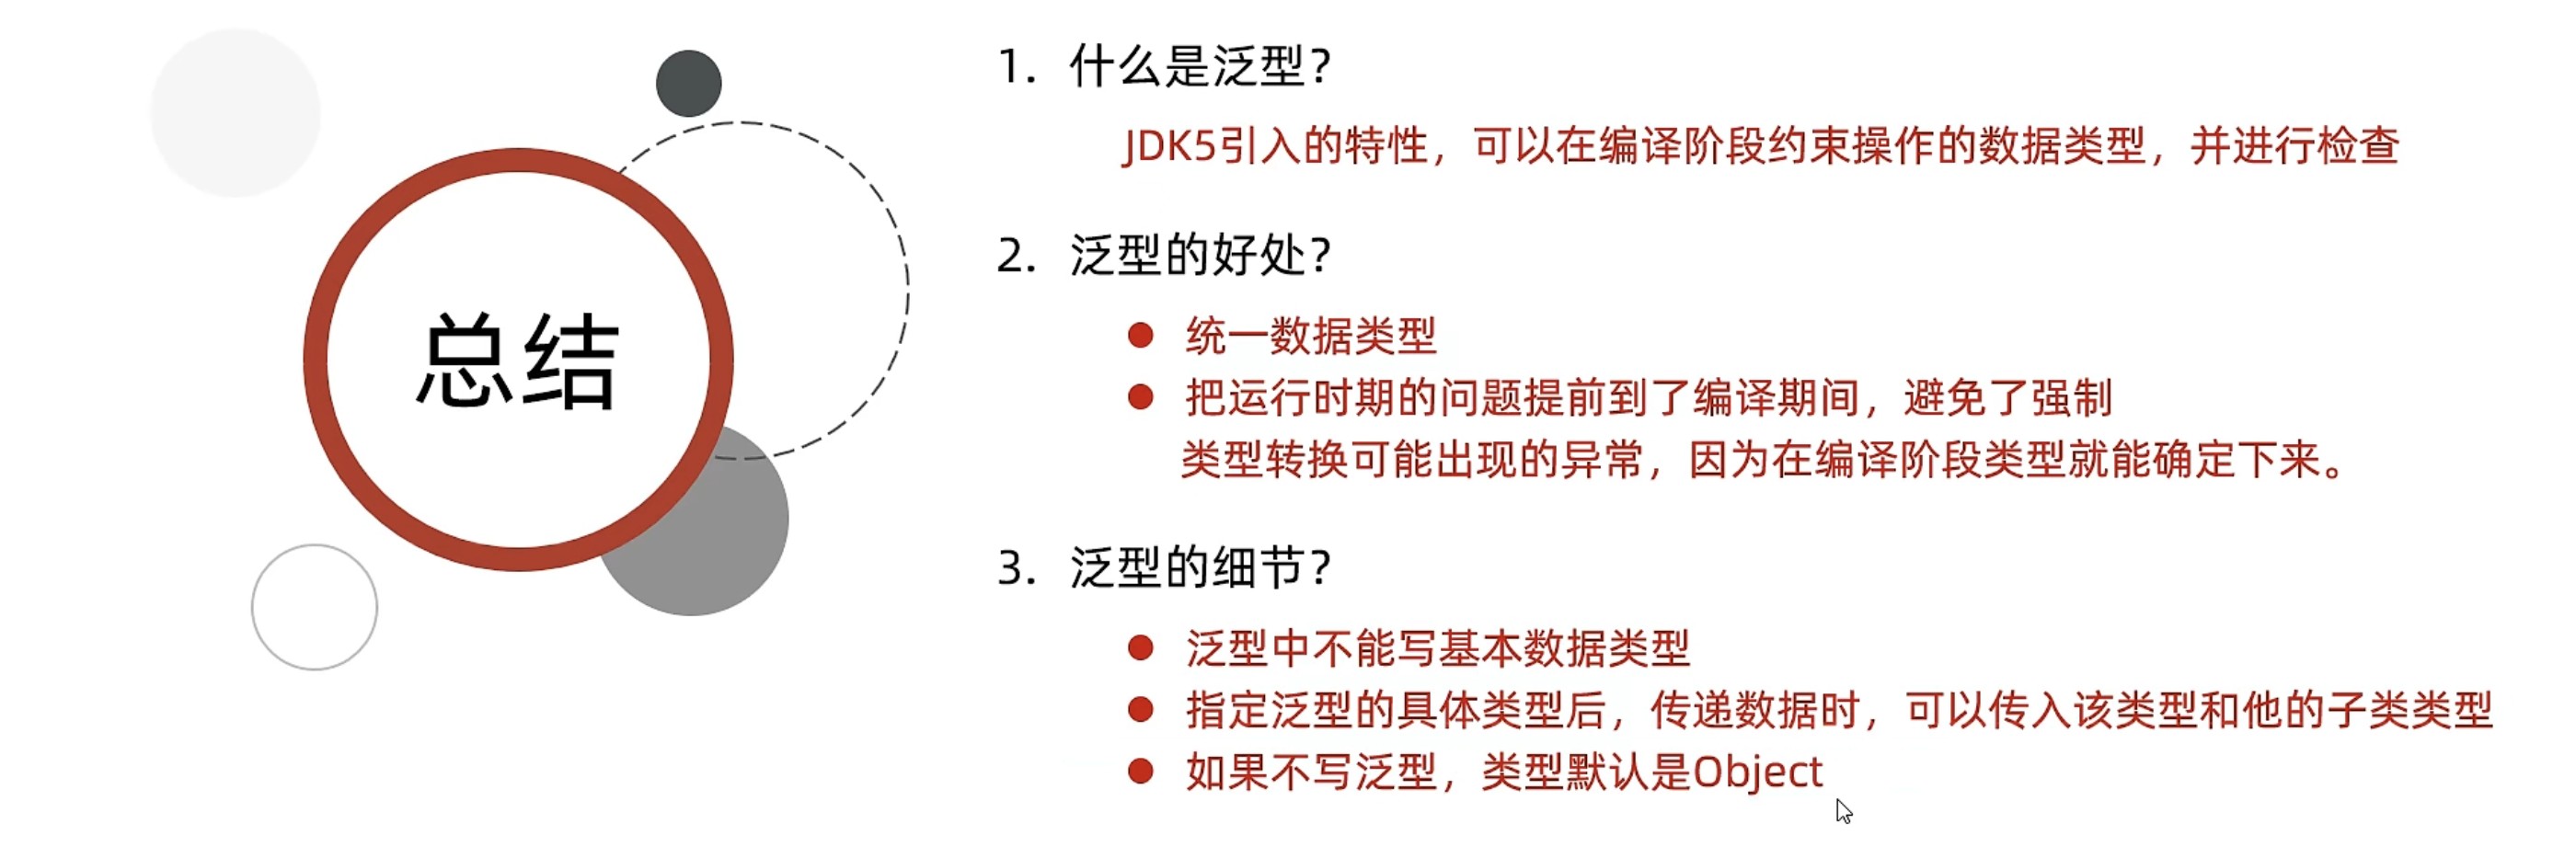 总结
1. 什么是泛型？
JDK5引入的特性，可以在编译阶段约束操作的数据类型，并进行检查
2. 泛型的好处？
● 统一数据类型
● 把运行时期的问题提前到了编译期间，避免了强制
类型转换可能出现的异常，因为在编译阶段类型就能确定下来。
3. 泛型的细节？
● 泛型中不能写基本数据类型
● 指定泛型的具体类型后，传递数据时，可以传入该类型和他的子类类型
● 如果不写泛型，类型默认是Object